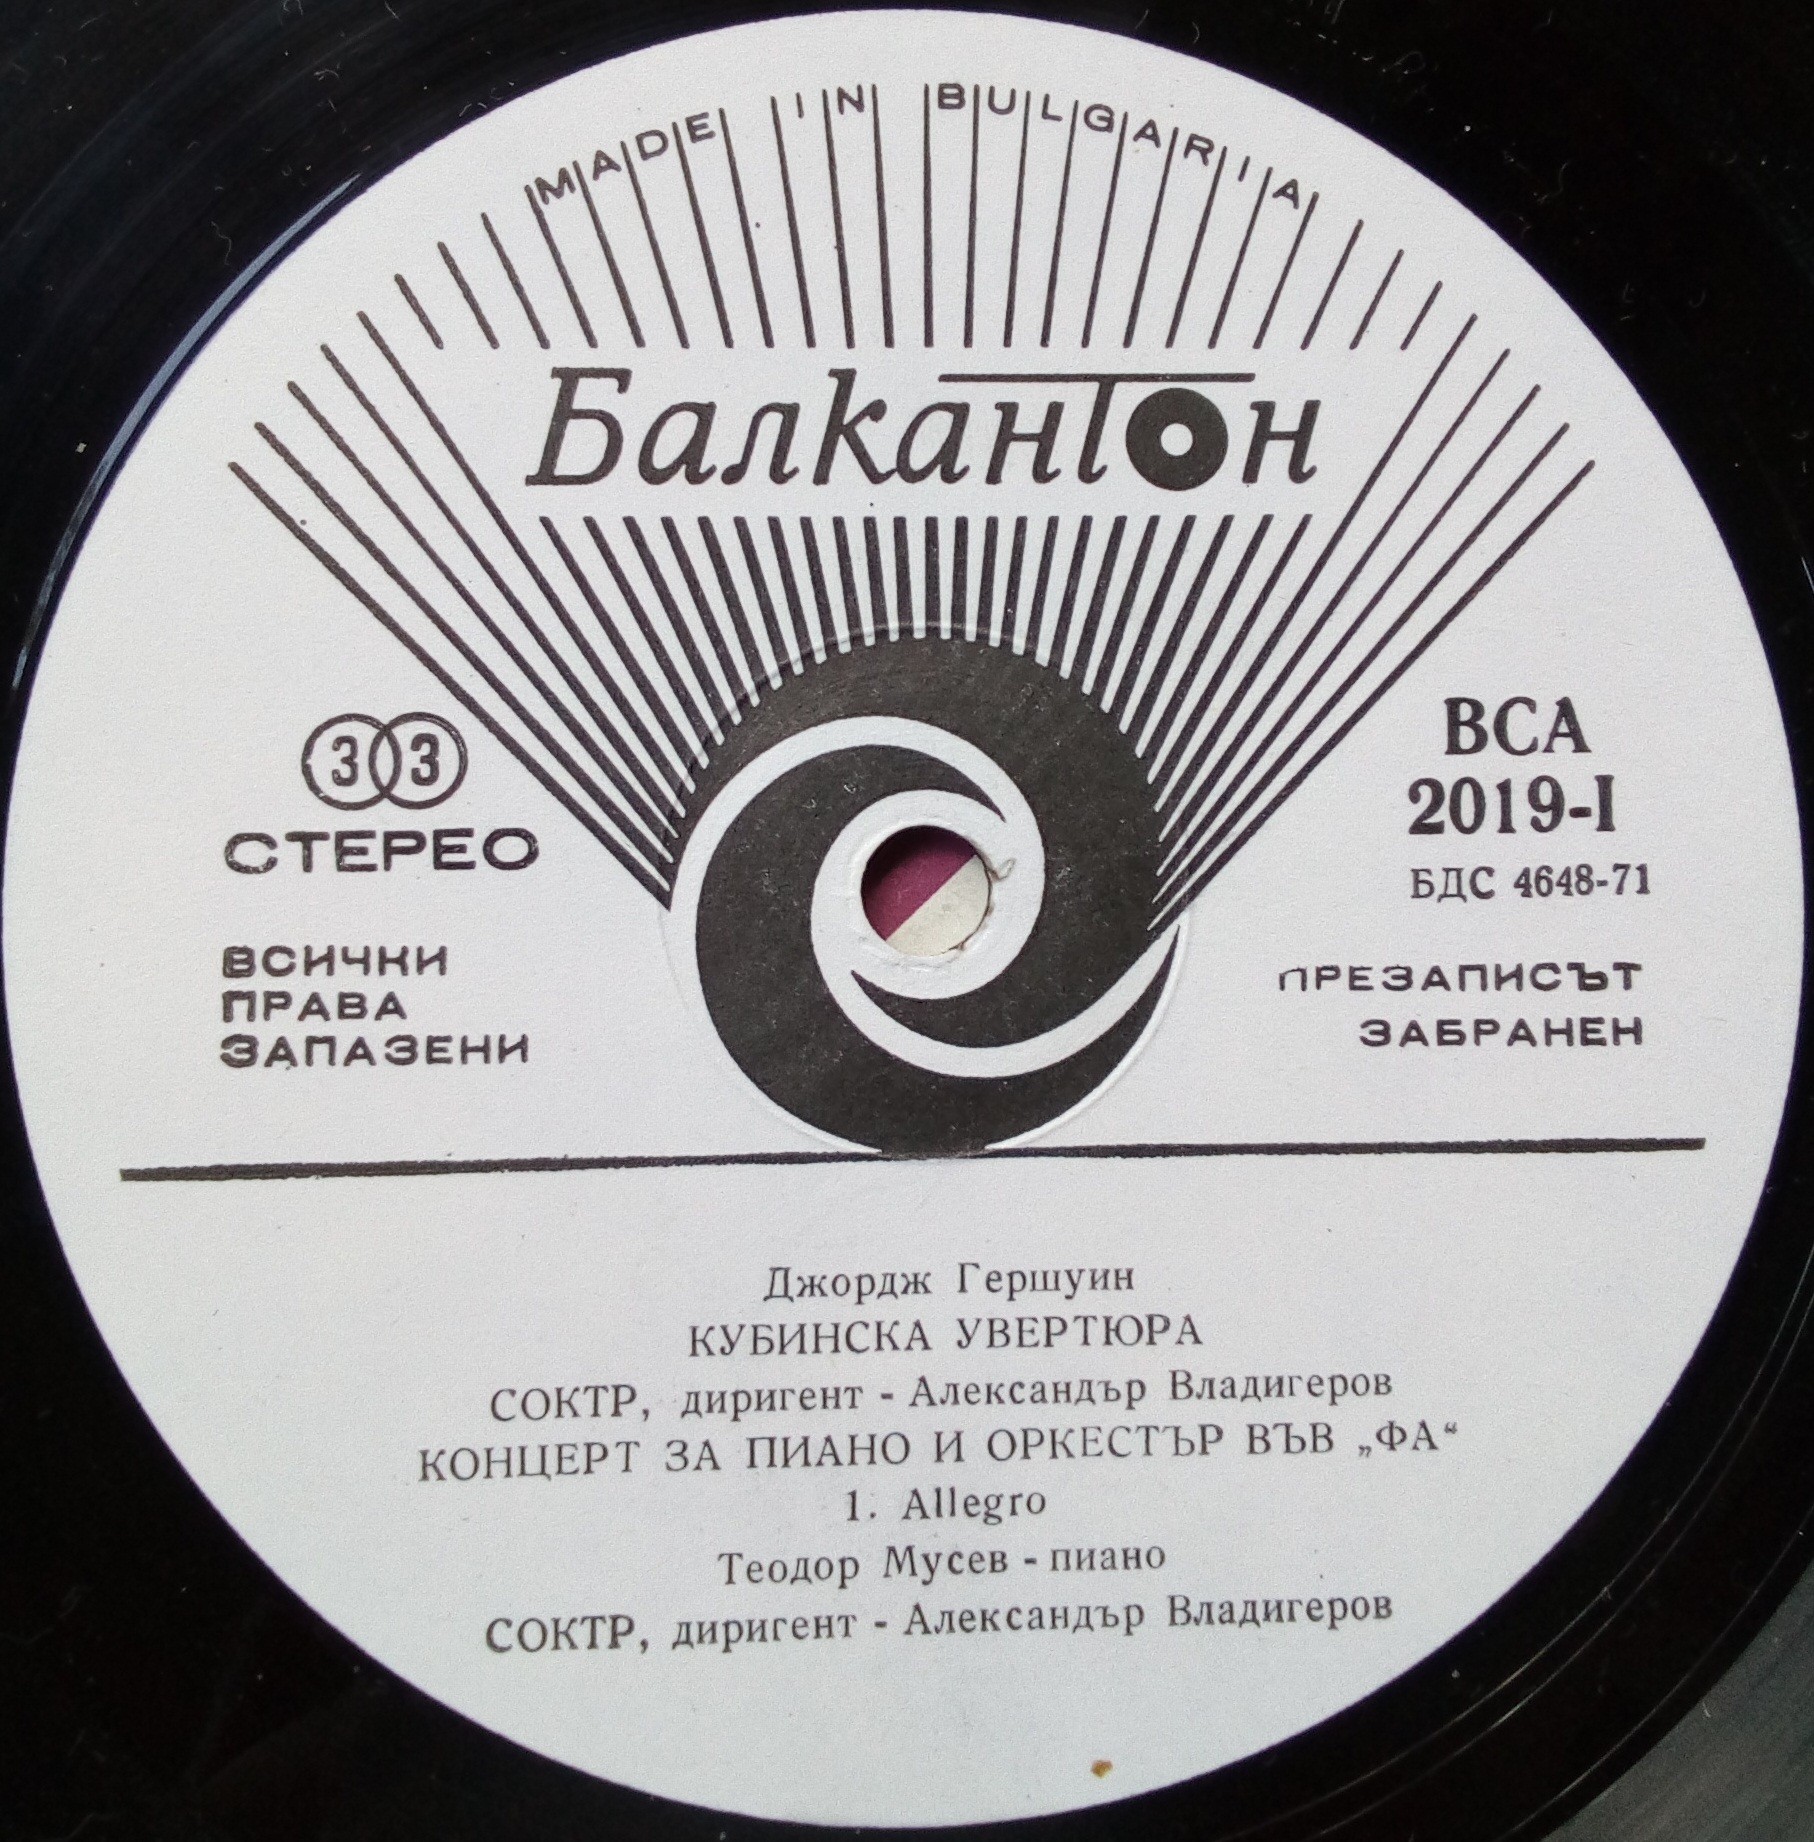 MADE IN BULGARIA
Балкантон
33
СТЕРЕО
ВСИЧКИ
ПРАВА
ЗАПАЗЕНИ
ВСА
2019-I
БДС 4648-71
ПРЕЗАПИСЪТ
ЗАБРАНЕН
Джордж Гершуин
КУБИНСКА УВЕРТЮРА
СОКТР, диригент - Александър Владигеров
КОНЦЕРТ ЗА ПИАНО И ОРКЕСТЪР ВЪВ „ФА“
1. Allegro
Теодор Мусев - пиано
СОКТР, диригент - Александър Владигеров